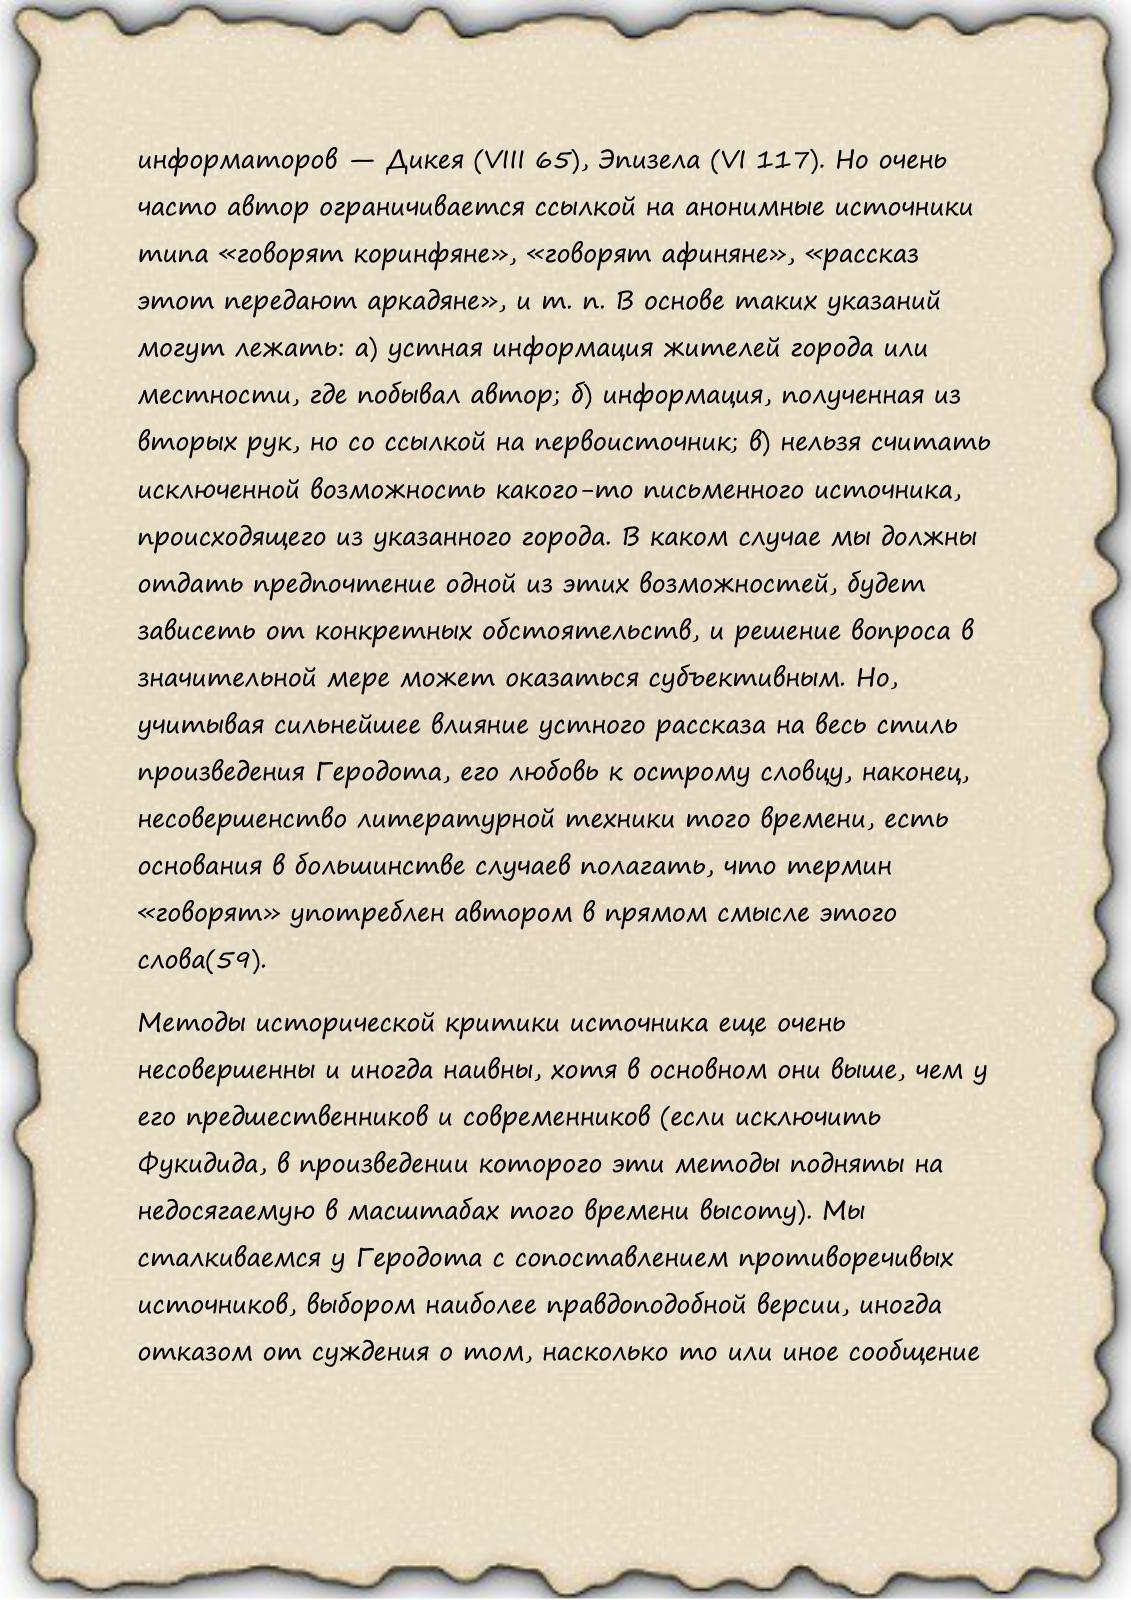 информаторов — Дикея (VIII 65), Эпизела (VI 117). Но очень
часто автор ограничивается ссылкой на анонимные источники
типа «говорят коринфяне», «говорят афиняне», «рассказ
этот передают аркадяне», и т. п. В основе таких указаний
могут лежать: а) устная информация жителей города или
местности, где побывал автор; б) информация, полученная из
вторых рук, но со ссылкой на первоисточник; в) нельзя считать
исключенной возможность какого-то письменного источника,
происходящего из указанного города. В каком случае мы должны
отдать предпочтение одной из этих возможностей, будет
зависеть от конкретных обстоятельств, и решение вопроса в
значительной мере может оказаться субъективным. Но,
учитывая сильнейшее влияние устного рассказа на весь стиль
произведения Геродота, его любовь к острому словцу, наконец,
несовершенство литературной техники того времени, есть
основания в большинстве случаев полагать, что термин
«говорят» употреблен автором в прямом смысле этого
слова(59).
Методы исторической критики источника еще очень
несовершенны и иногда наивны, хотя в основном они выше, чем у
его предшественников и современников (если исключить
Фукидида, в произведении которого эти методы подняты на
недосягаемую в масштабах того времени высоту). Мы
сталкиваемся у Геродота с сопоставлением противоречивых
источников, выбором наиболее правдоподобной версии, иногда
отказом от суждения о том, насколько то или иное сообщение